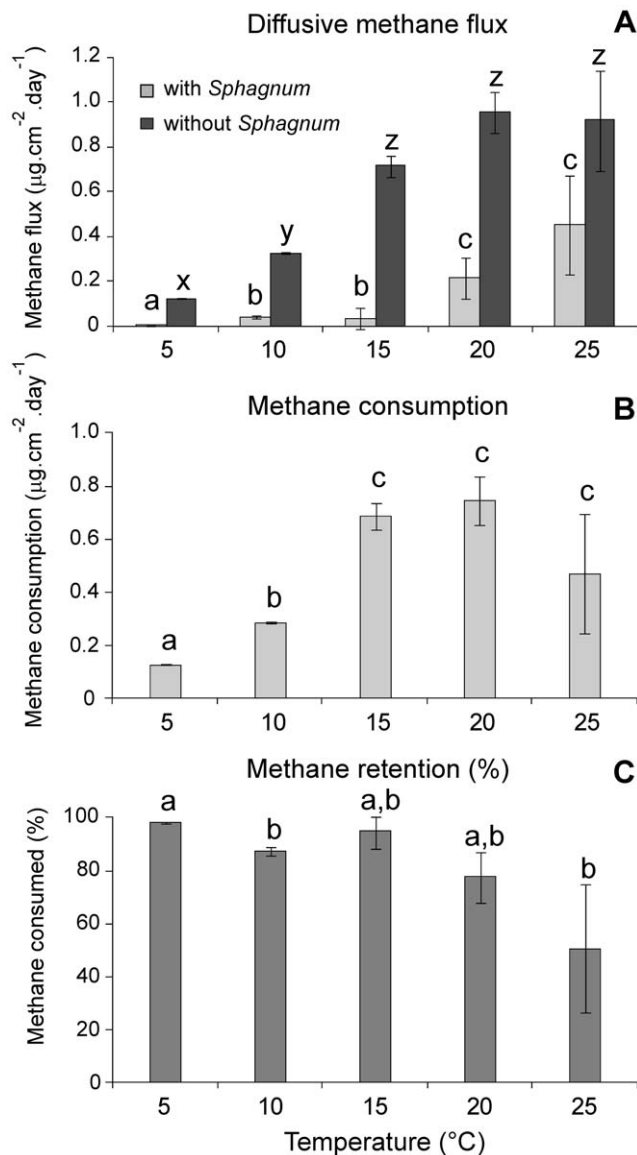 Diffusive methane flux A
1.2
1.0
0.8
0.6
0.4
0.2
0
Methane flux (µg.cm⁻².day⁻¹)
with Sphagnum
without Sphagnum
a x b y b z c z c z
5 10 15 20 25
Methane consumption B
1.0
0.8
0.6
0.4
0.2
0
Methane consumption (µg.cm⁻².day⁻¹)
a b c c c
5 10 15 20 25
Methane retention (%) C
100
80
60
40
20
0
Methane consumed (%)
a b a,b a,b b
5 10 15 20 25
Temperature (°C)